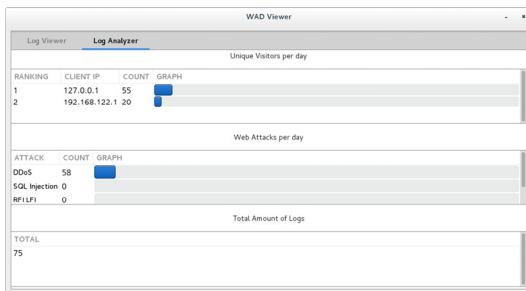 WAD Viewer
Log Viewer Log Analyzer
Unique Visitors per day
RANKING CLIENT IP COUNT GRAPH
1 127.0.0.1 55
2 192.168.122.1 20
Web Attacks per day
ATTACK COUNT GRAPH
DDoS 58
SQL Injection 0
RFI LFI 0
Total Amount of Logs
TOTAL
75